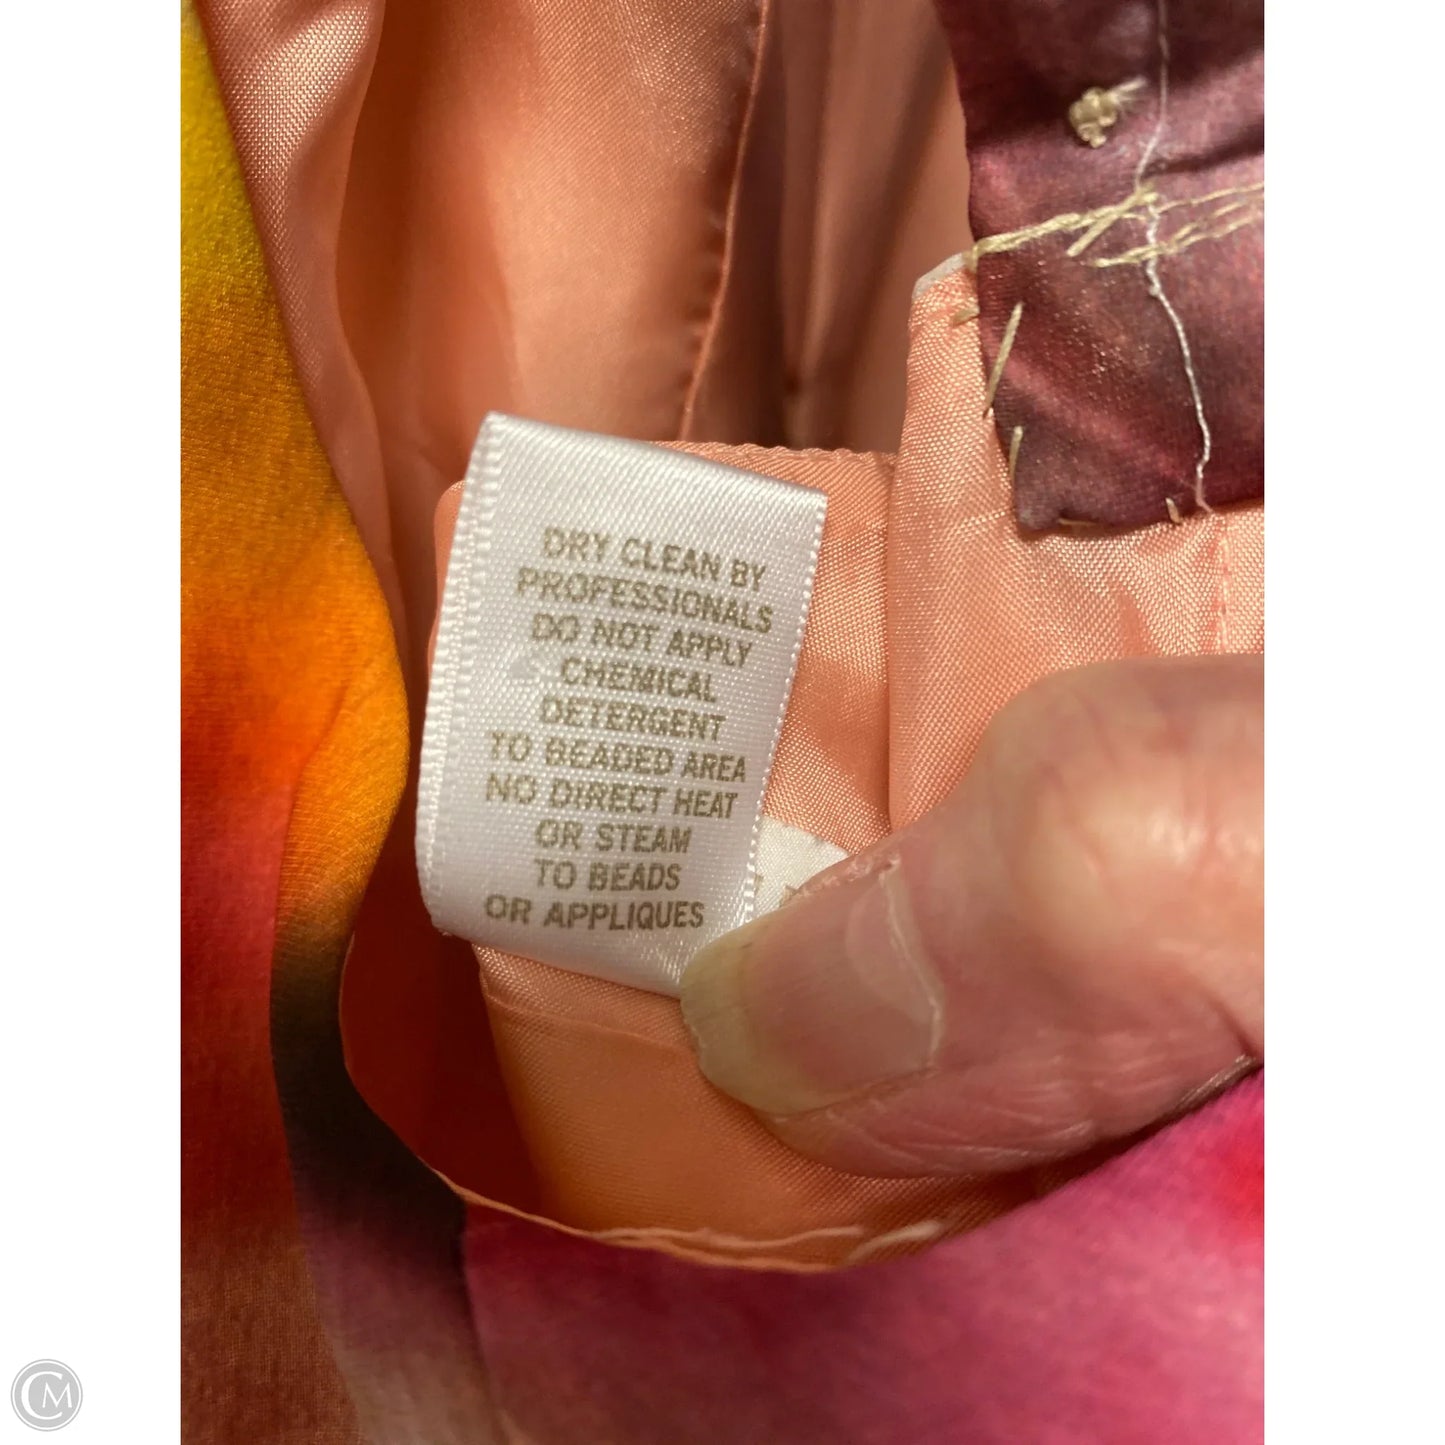 DRY CLEAN BY
PROFESSIONALS
DO NOT APPLY
CHEMICAL
DETERGENT
TO BEADED AREA
NO DIRECT HEAT
OR STEAM
TO BEADS
OR APPLIQUES
CM